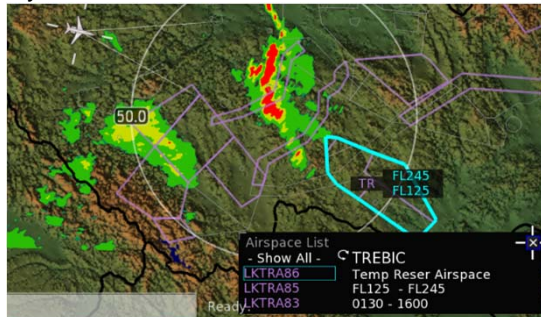 50.0
TR
FL245
FL125
Airspace List
- Show All -
TREBIC
LKTRA86
Temp Reser Airspace
LKTRA85
FL125 - FL245
Ready.
LKTRA83
0130 - 1600